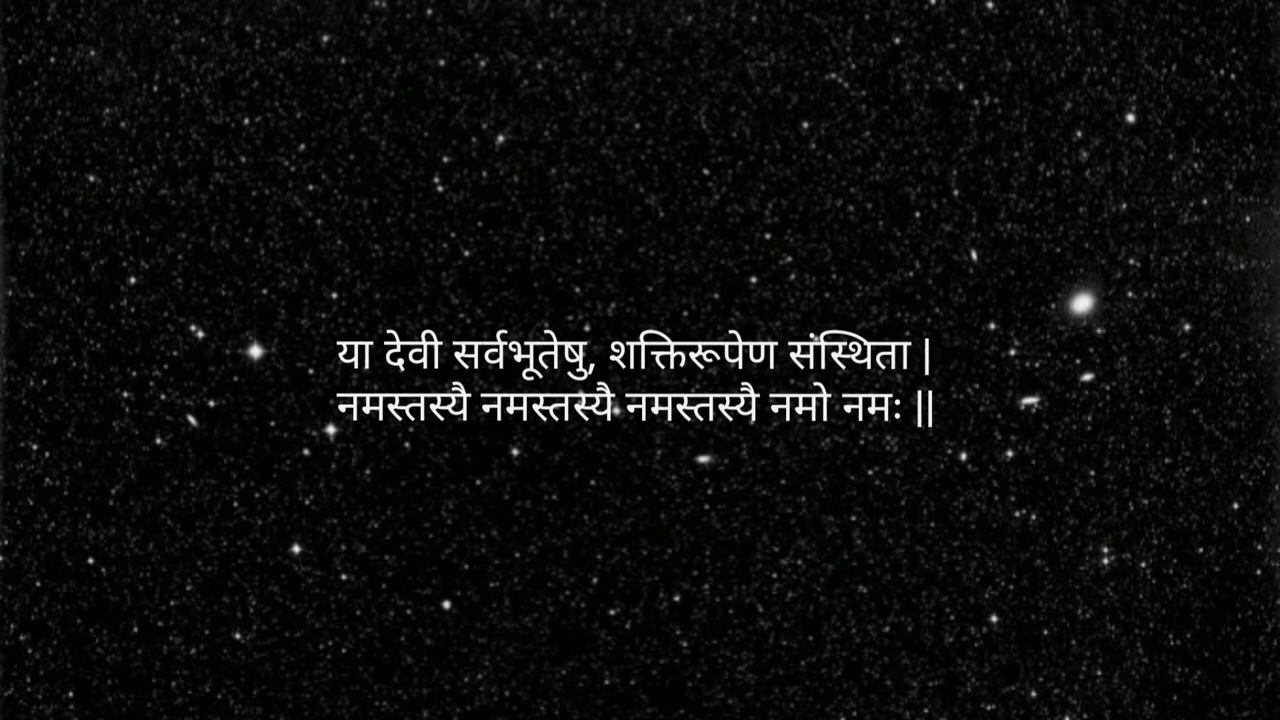 या देवी सर्वभूतेषु, शक्तिरूपेण संस्थिता |
नमस्तस्यै नमस्तस्यै नमस्तस्यै नमो नमः ||